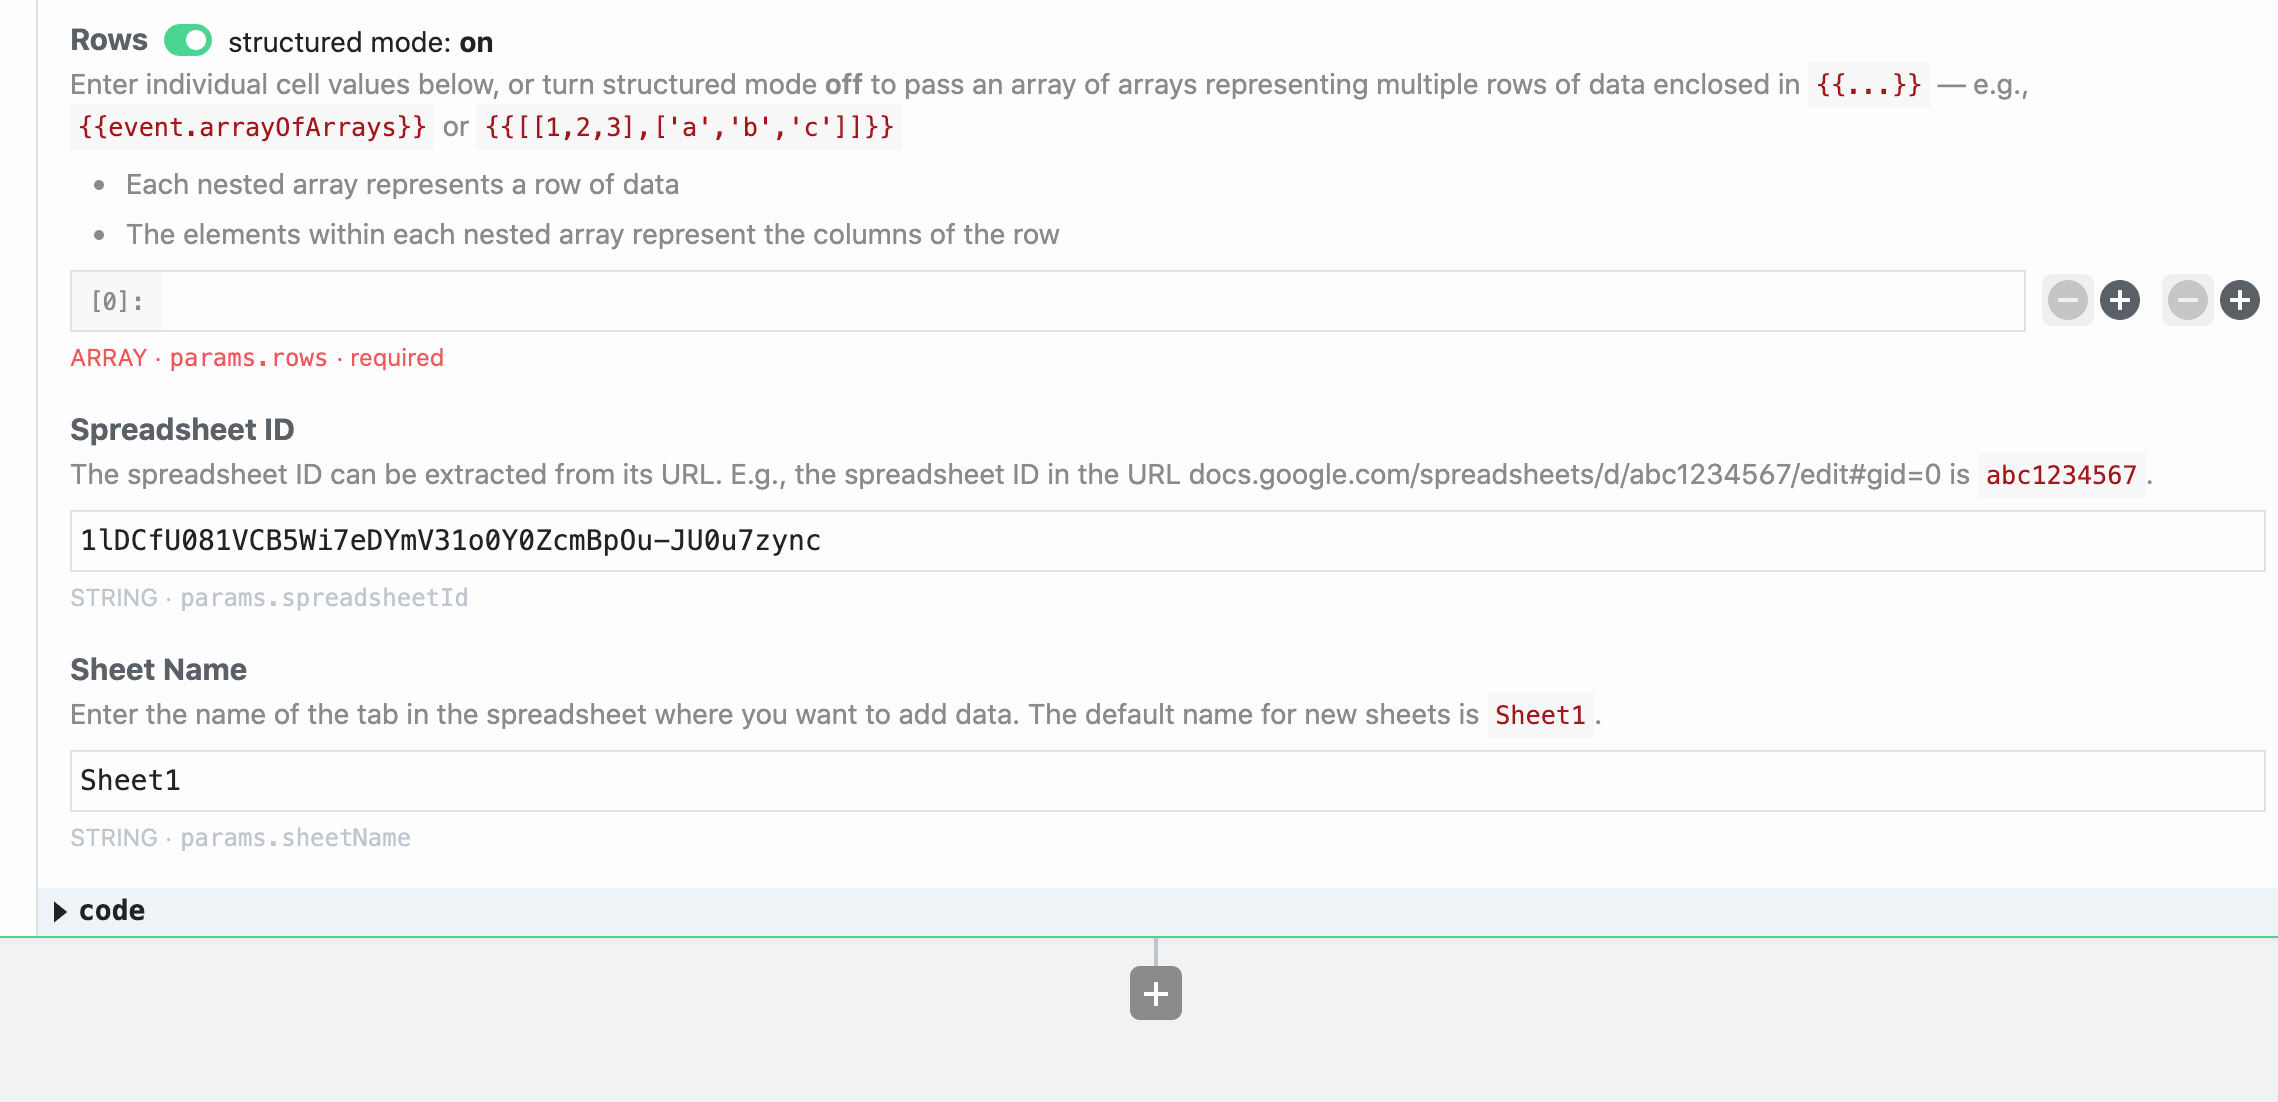 Rows structured mode: on
Enter individual cell values below, or turn structured mode off to pass an array of arrays representing multiple rows of data enclosed in {{...}} — e.g.,
{{event.arrayOfArrays}} or {{[[1,2,3],['a','b','c']]}}
• Each nested array represents a row of data
• The elements within each nested array represent the columns of the row
[0]:
ARRAY · params.rows · required
Spreadsheet ID
The spreadsheet ID can be extracted from its URL. E.g., the spreadsheet ID in the URL docs.google.com/spreadsheets/d/abc1234567/edit#gid=0 is abc1234567.
1lDCfU081VCB5Wi7eDYmV31o0Y0ZcmBpOu-JU0u7zync
STRING · params.spreadsheetId
Sheet Name
Enter the name of the tab in the spreadsheet where you want to add data. The default name for new sheets is Sheet1.
Sheet1
STRING · params.sheetName
code